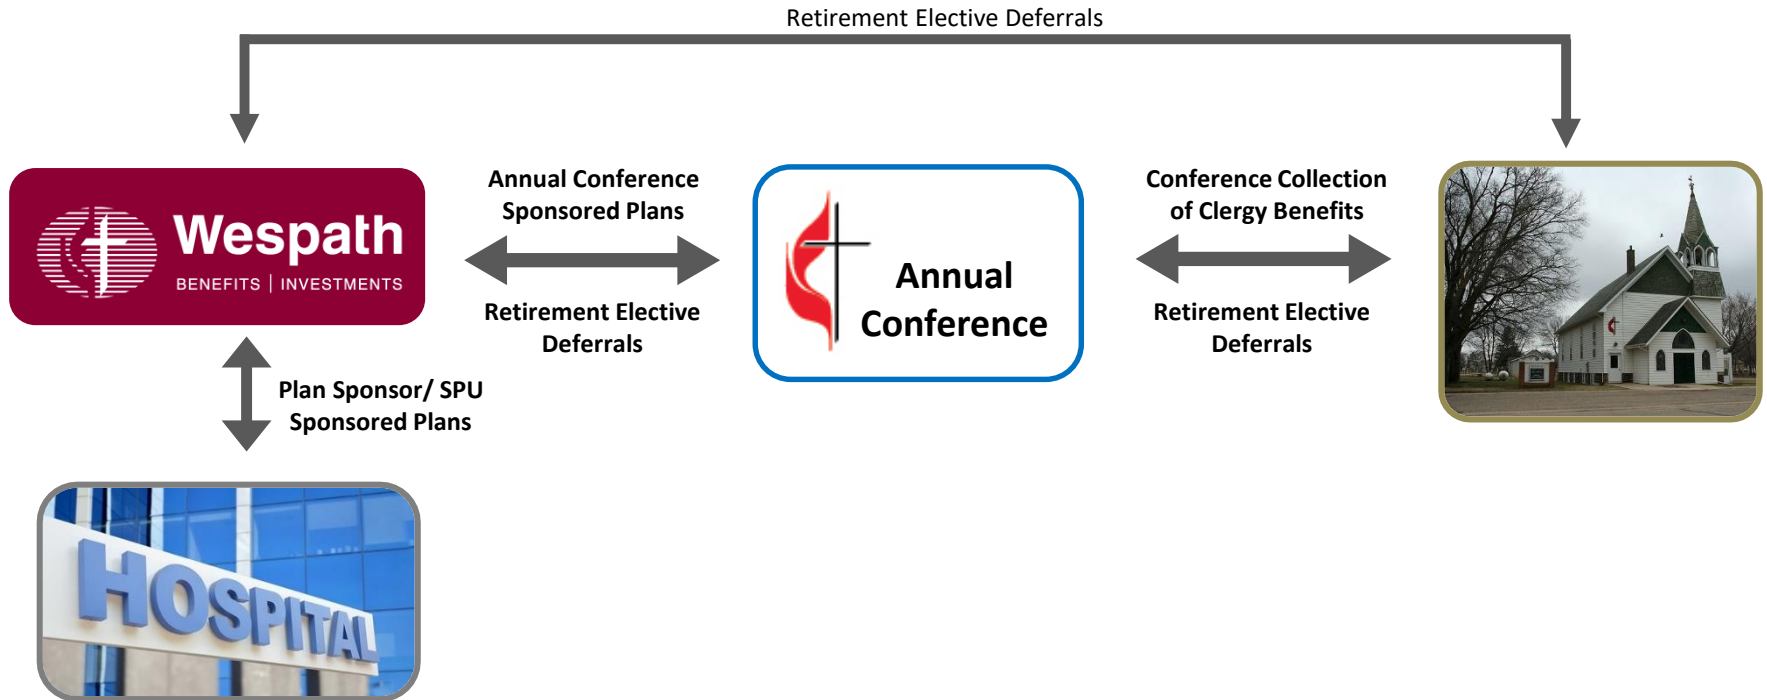 Retirement Elective Deferrals
Wespath
BENEFITS | INVESTMENTS
Annual Conference
Sponsored Plans
Retirement Elective
Deferrals
Annual
Conference
Conference Collection
of Clergy Benefits
Retirement Elective
Deferrals
Plan Sponsor/ SPU
Sponsored Plans
HOSPITAL